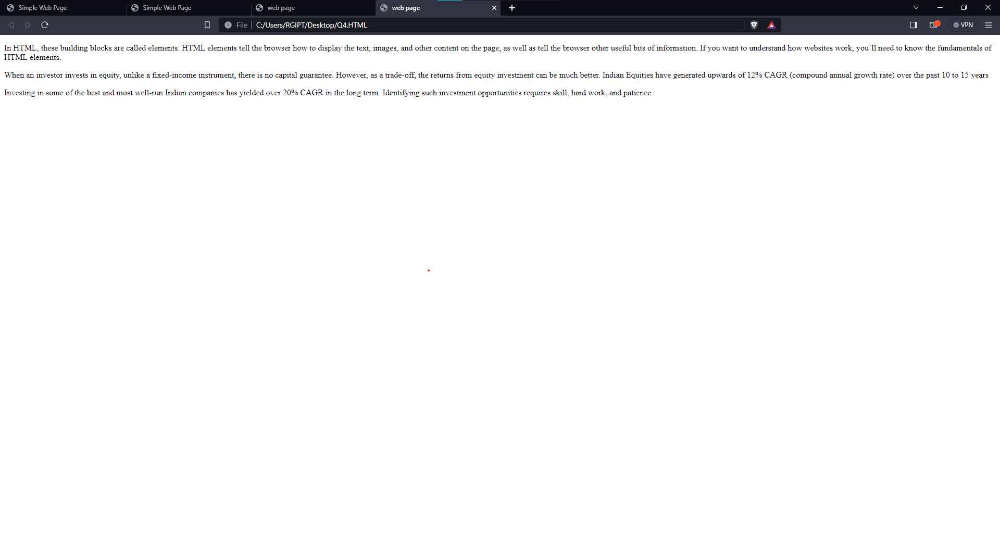 Simple Web Page
Simple Web Page
web page
web page
File
C:/Users/RGIPT/Desktop/Q4.HTML
VPN
In HTML, these building blocks are called elements. HTML elements tell the browser how to display the text, images, and other content on the page, as well as tell the browser other useful bits of information. If you want to understand how websites work, you’ll need to know the fundamentals of
HTML elements.
When an investor invests in equity, unlike a fixed-income instrument, there is no capital guarantee. However, as a trade-off, the returns from equity investment can be much better. Indian Equities have generated upwards of 12% CAGR (compound annual growth rate) over the past 10 to 15 years
Investing in some of the best and most well-run Indian companies has yielded over 20% CAGR in the long term. Identifying such investment opportunities requires skill, hard work, and patience.